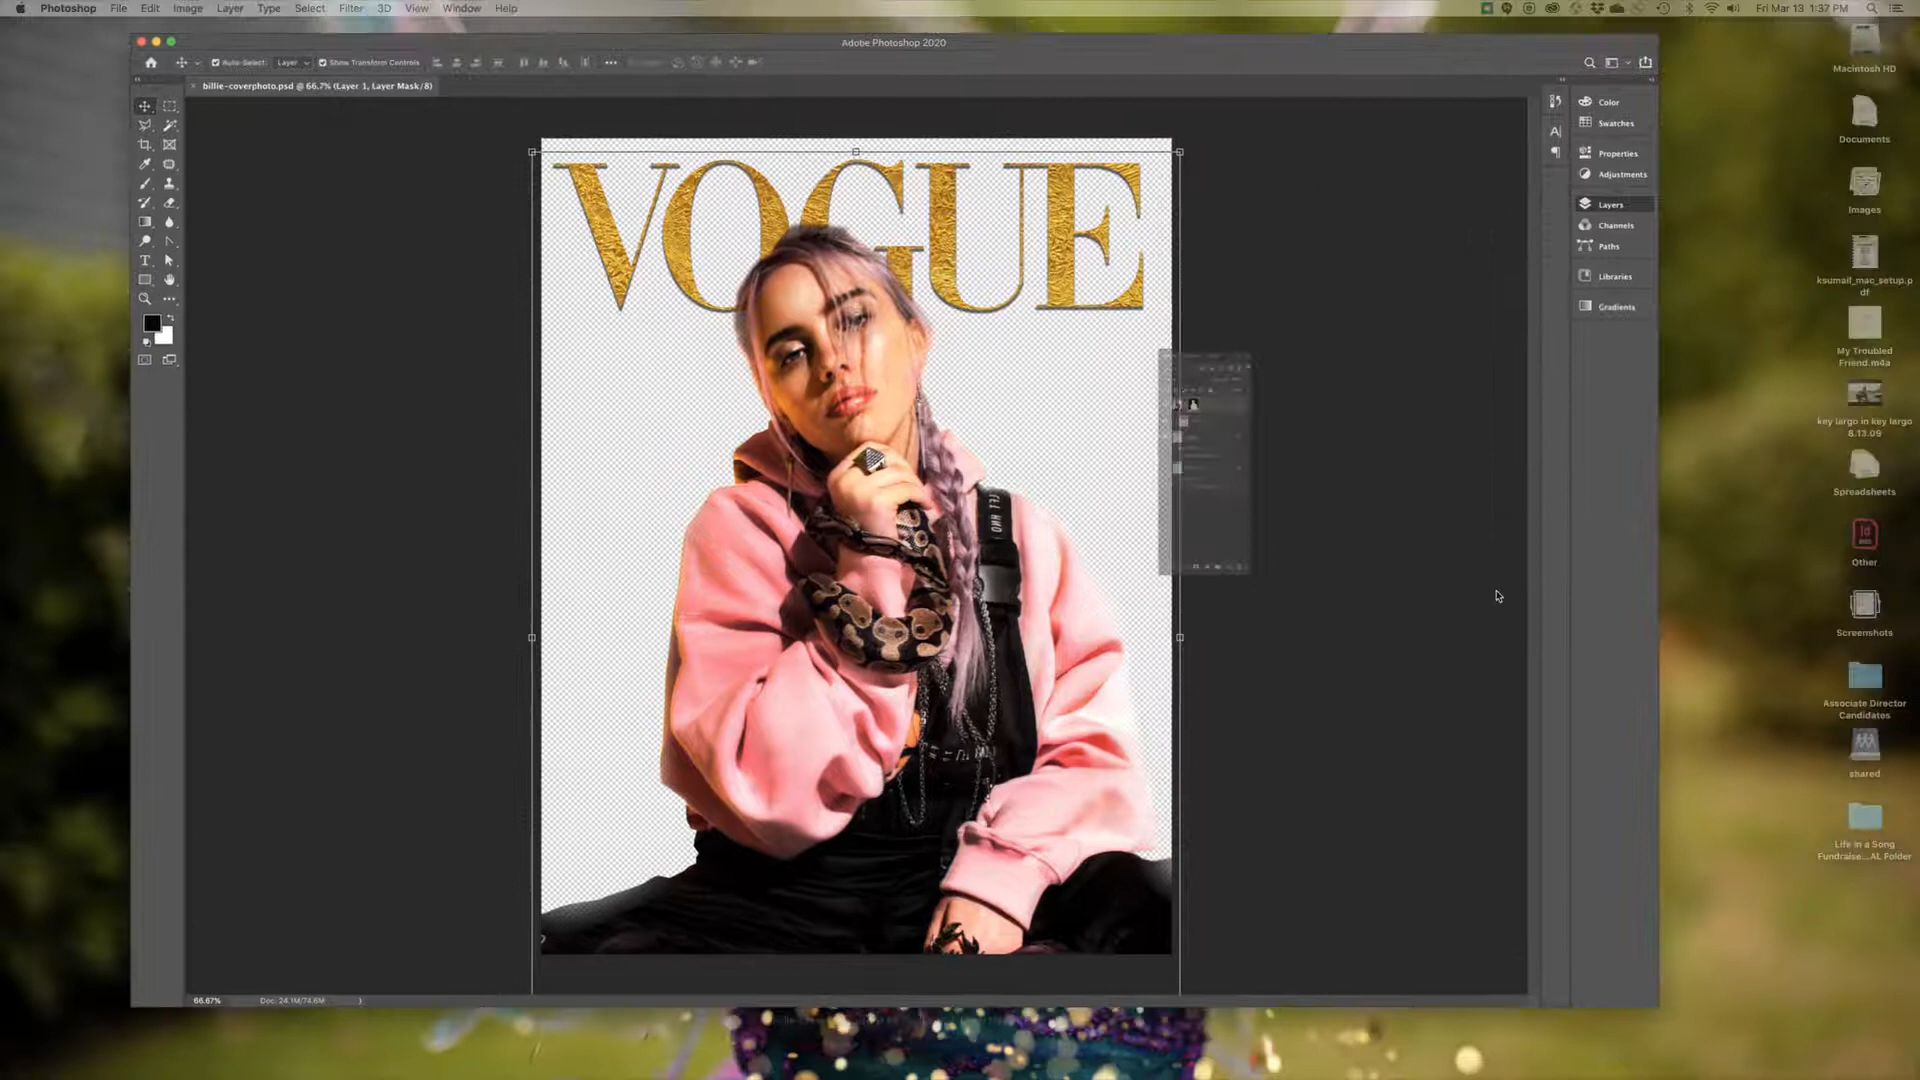 Photoshop File Edit Image Layer Type Select Filter 3D View Window Help
Fri Mar 13 1:37 PM
Adobe Photoshop 2020
Auto-Select: Layer Show Transform Controls
billie-coverphoto.psd @ 66.7% (Layer 1, Layer Mask/8)
VOGUE
Color
Swatches
Properties
Adjustments
Layers
Channels
Paths
Libraries
Gradients
Macintosh HD
Documents
Images
ksumail_mac_setup.p
df
My Troubled
Friend.m4a
key largo in key largo
8.13.09
Spreadsheets
Id
Other
Screenshots
Associate Director
Candidates
shared
Life in a Song
Fundraise...AL Folder
66.67% Doc: 24.1M/74.6M